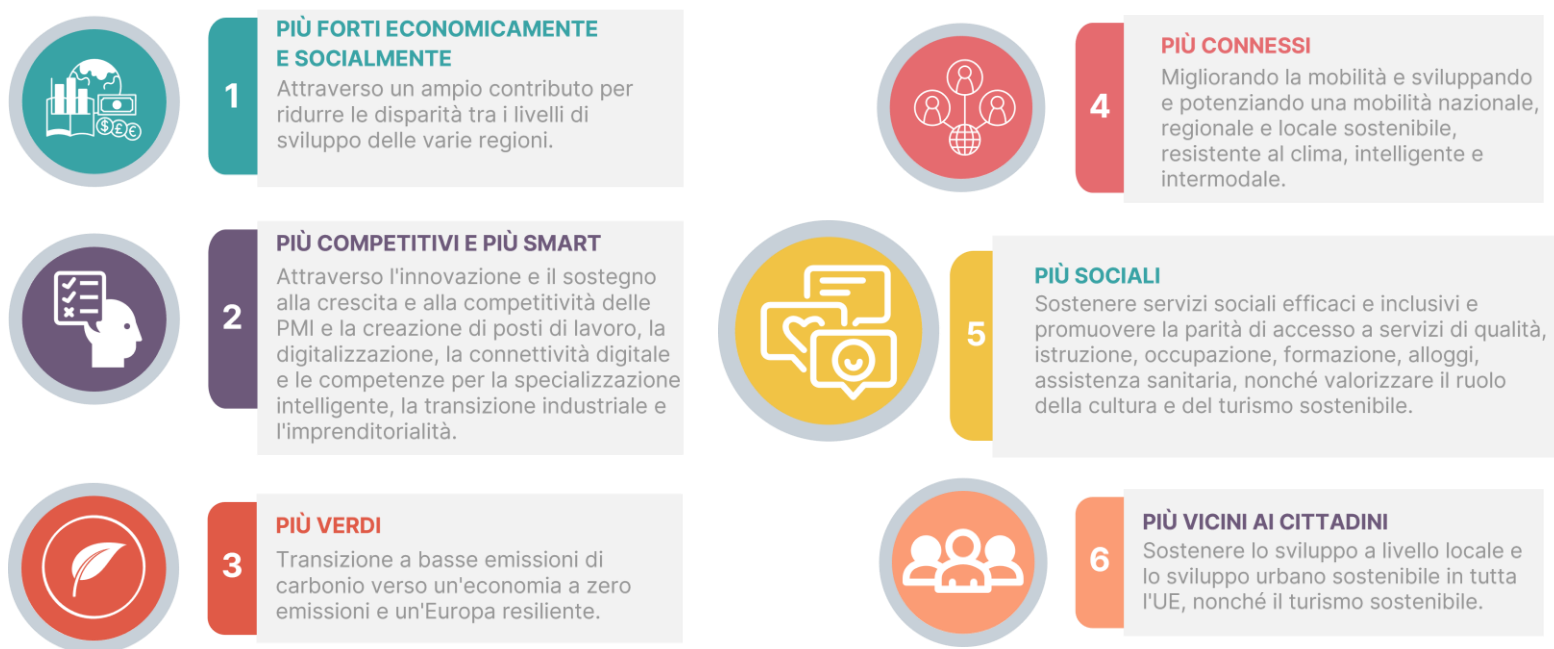 1
PIÙ FORTI ECONOMICAMENTE
E SOCIALMENTE
Attraverso un ampio contributo per
ridurre le disparità tra i livelli di
sviluppo delle varie regioni.
2
PIÙ COMPETITIVI E PIÙ SMART
Attraverso l'innovazione e il sostegno
alla crescita e alla competitività delle
PMI e la creazione di posti di lavoro, la
digitalizzazione, la connettività digitale
e le competenze per la specializzazione
intelligente, la transizione industriale e
l'imprenditorialità.
3
PIÙ VERDI
Transizione a basse emissioni di
carbonio verso un'economia a zero
emissioni e un'Europa resiliente.
4
PIÙ CONNESSI
Migliorando la mobilità e sviluppando
e potenziando una mobilità nazionale,
regionale e locale sostenibile,
resistente al clima, intelligente e
intermodale.
5
PIÙ SOCIALI
Sostenere servizi sociali efficaci e inclusivi e
promuovere la parità di accesso a servizi di qualità,
istruzione, occupazione, formazione, alloggi,
assistenza sanitaria, nonché valorizzare il ruolo
della cultura e del turismo sostenibile.
6
PIÙ VICINI AI CITTADINI
Sostenere lo sviluppo a livello locale e
lo sviluppo urbano sostenibile in tutta
l'UE, nonché il turismo sostenibile.